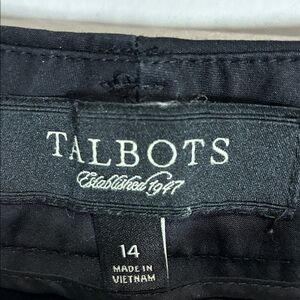 TALBOTS
Established 1947
14
MADE IN
VIETNAM